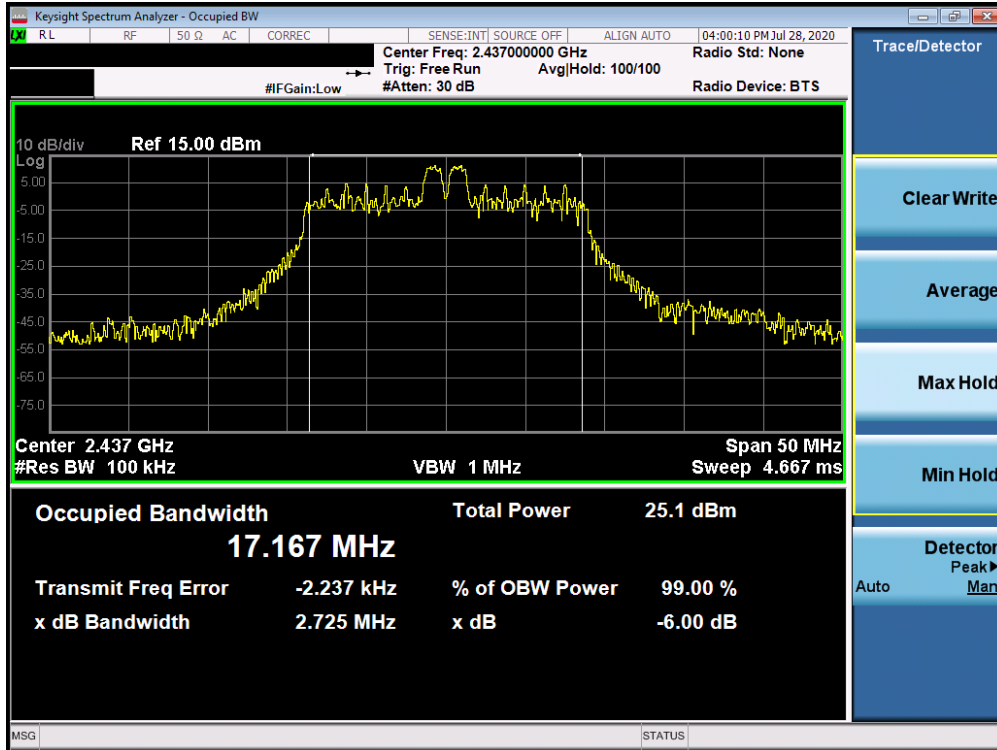 Keysight Spectrum Analyzer - Occupied BW
LXI RL RF 50 Ω AC CORREC SENSE:INT SOURCE OFF ALIGN AUTO 04:00:10 PM Jul 28, 2020
Center Freq: 2.437000000 GHz Radio Std: None
Trig: Free Run Avg|Hold: 100/100
#IFGain:Low #Atten: 30 dB Radio Device: BTS
Trace/Detector
10 dB/div Ref 15.00 dBm
Log
5.00
-5.00
-15.0
-25.0
-35.0
-45.0
-55.0
-65.0
-75.0
Center 2.437 GHz Span 50 MHz
#Res BW 100 kHz VBW 1 MHz Sweep 4.667 ms
Occupied Bandwidth Total Power 25.1 dBm
17.167 MHz
Transmit Freq Error -2.237 kHz % of OBW Power 99.00 %
x dB Bandwidth 2.725 MHz x dB -6.00 dB
Clear Write
Average
Max Hold
Min Hold
Detector
Peak▶
Auto Man
MSG STATUS